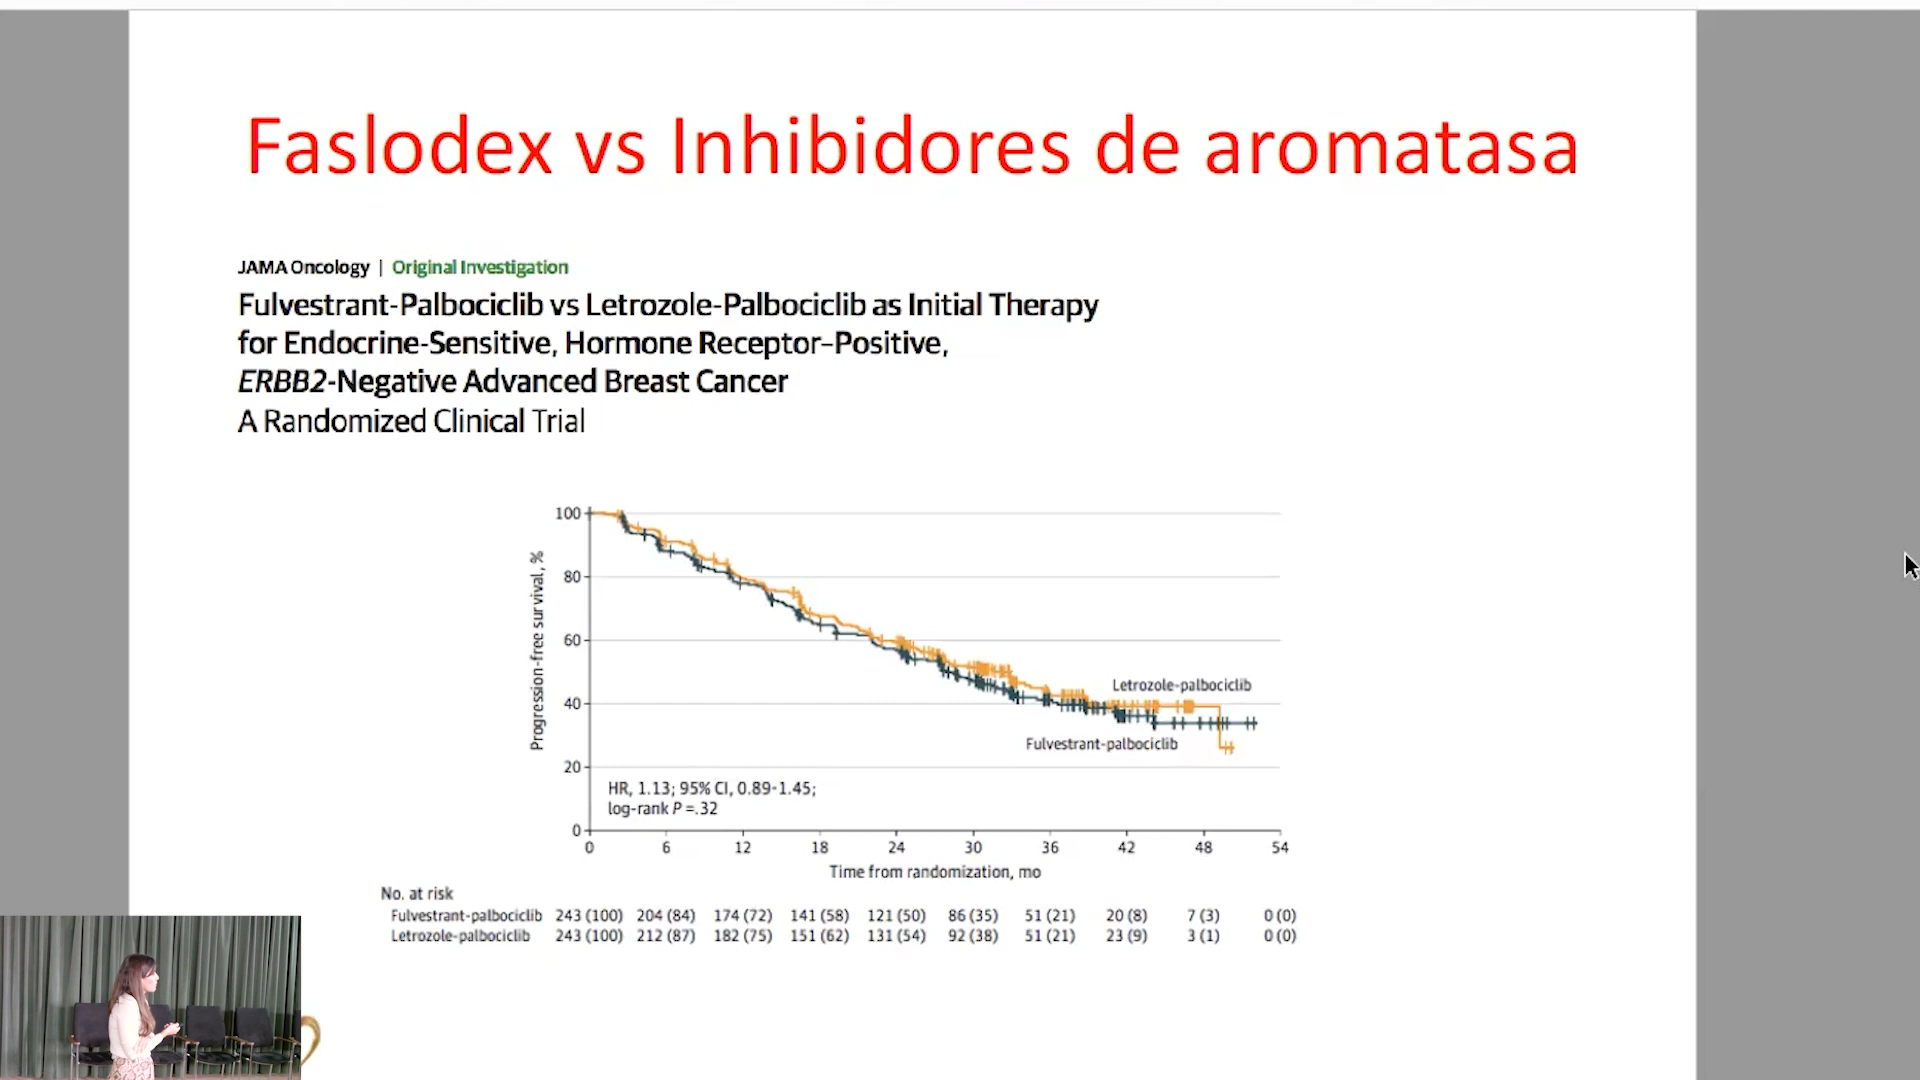 Faslodex vs Inhibidores de aromatasa
JAMA Oncology | Original Investigation
Fulvestrant-Palbociclib vs Letrozole-Palbociclib as Initial Therapy
for Endocrine-Sensitive, Hormone Receptor–Positive,
ERBB2-Negative Advanced Breast Cancer
A Randomized Clinical Trial
Progression-free survival, %
100
80
60
40
20
0
Letrozole-palbociclib
Fulvestrant-palbociclib
HR, 1.13; 95% CI, 0.89-1.45;
log-rank P =.32
0 6 12 18 24 30 36 42 48 54
Time from randomization, mo
No. at risk
Fulvestrant-palbociclib 243 (100) 204 (84) 174 (72) 141 (58) 121 (50) 86 (35) 51 (21) 20 (8) 7 (3) 0 (0)
Letrozole-palbociclib 243 (100) 212 (87) 182 (75) 151 (62) 131 (54) 92 (38) 51 (21) 23 (9) 3 (1) 0 (0)